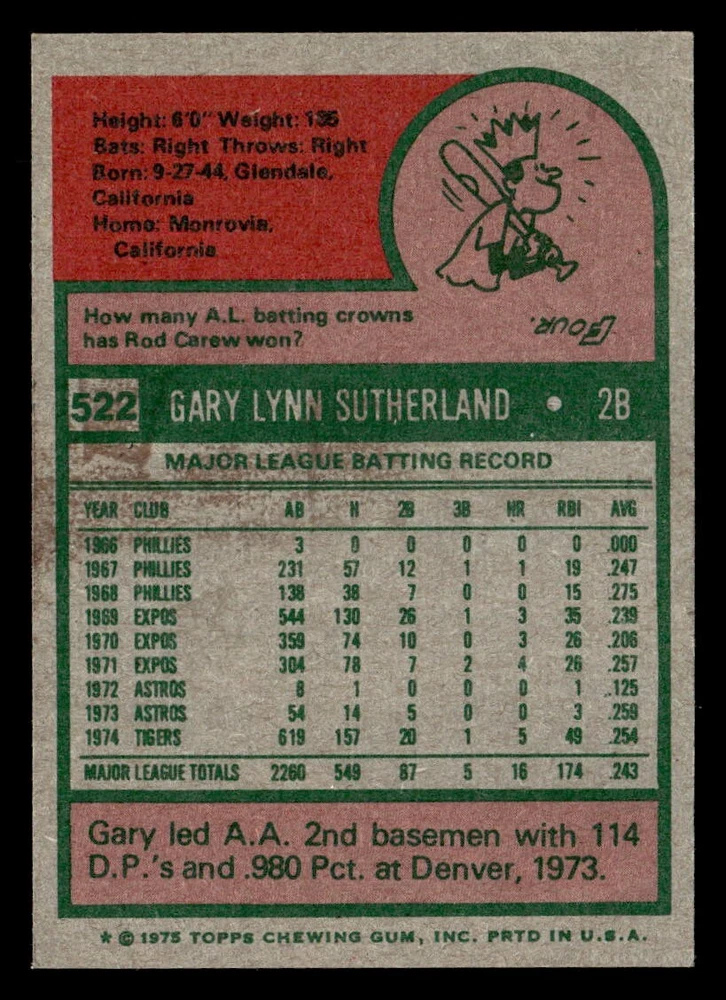 Height: 6'0" Weight: 185
Bats: Right Throws: Right
Born: 9-27-44, Glendale,
California
Home: Monrovia,
California
How many A.L. batting crowns
has Rod Carew won?
FOUR.
522 GARY LYNN SUTHERLAND • 2B
MAJOR LEAGUE BATTING RECORD
YEAR CLUB AB H 2B 3B HR RBI AVG
1966 PHILLIES 3 0 0 0 0 0 .000
1967 PHILLIES 231 57 12 1 1 19 .247
1968 PHILLIES 138 38 7 0 0 15 .275
1969 EXPOS 544 130 26 1 3 35 .239
1970 EXPOS 359 74 10 0 3 26 .206
1971 EXPOS 304 78 7 2 4 26 .257
1972 ASTROS 8 1 0 0 0 1 .125
1973 ASTROS 54 14 5 0 0 3 .259
1974 TIGERS 619 157 20 1 5 49 .254
MAJOR LEAGUE TOTALS 2260 549 87 5 16 174 .243
Gary led A.A. 2nd basemen with 114
D.P.'s and .980 Pct. at Denver, 1973.
* © 1975 TOPPS CHEWING GUM, INC. PRTD IN U.S.A.